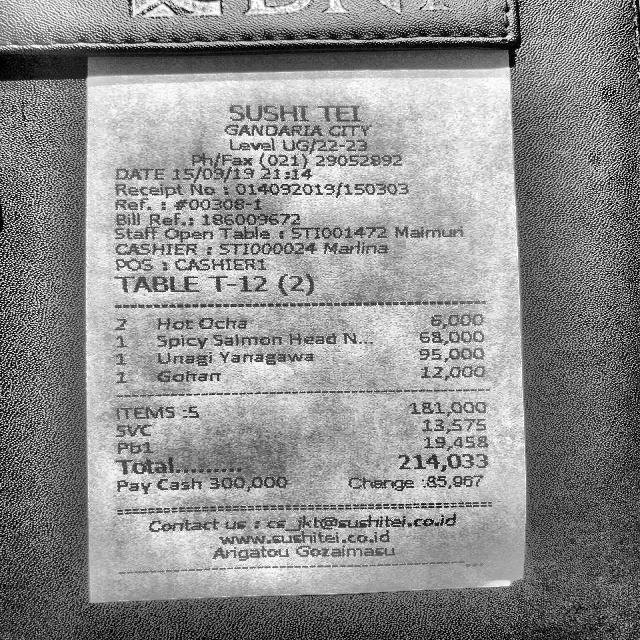 BNI
SUSHI TEI
GANDARIA CITY
Level UG/22-23
Ph/Fax (021) 29052892
DATE 15/09/19 21:14
Receipt No : 014092019/150303
Ref. : #00308-1
Bill Ref.: 186009672
Staff Open Table : STI001472 Maimun
CASHIER : STI000024 Marlina
POS : CASHIER1
TABLE T-12 (2)
2 Hot Ocha 6,000
1 Spicy Salmon Head N... 68,000
1 Unagi Yanagawa 95,000
1 Gohan 12,000
ITEMS :5 181,000
SVC 13,575
Pb1 19,458
Total......... 214,033
Pay Cash 300,000 Change :85,967
Contact us : cs_jkt@sushitei.co.id
www.sushitei.co.id
Arigatou Gozaimasu